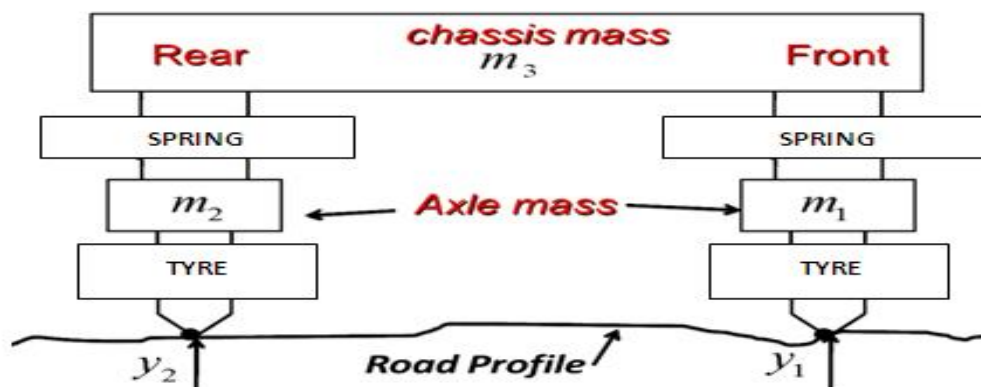 chassis mass
Rear m₃ Front
SPRING SPRING
m₂ Axle mass m₁
TYRE TYRE
y₂ Road Profile y₁